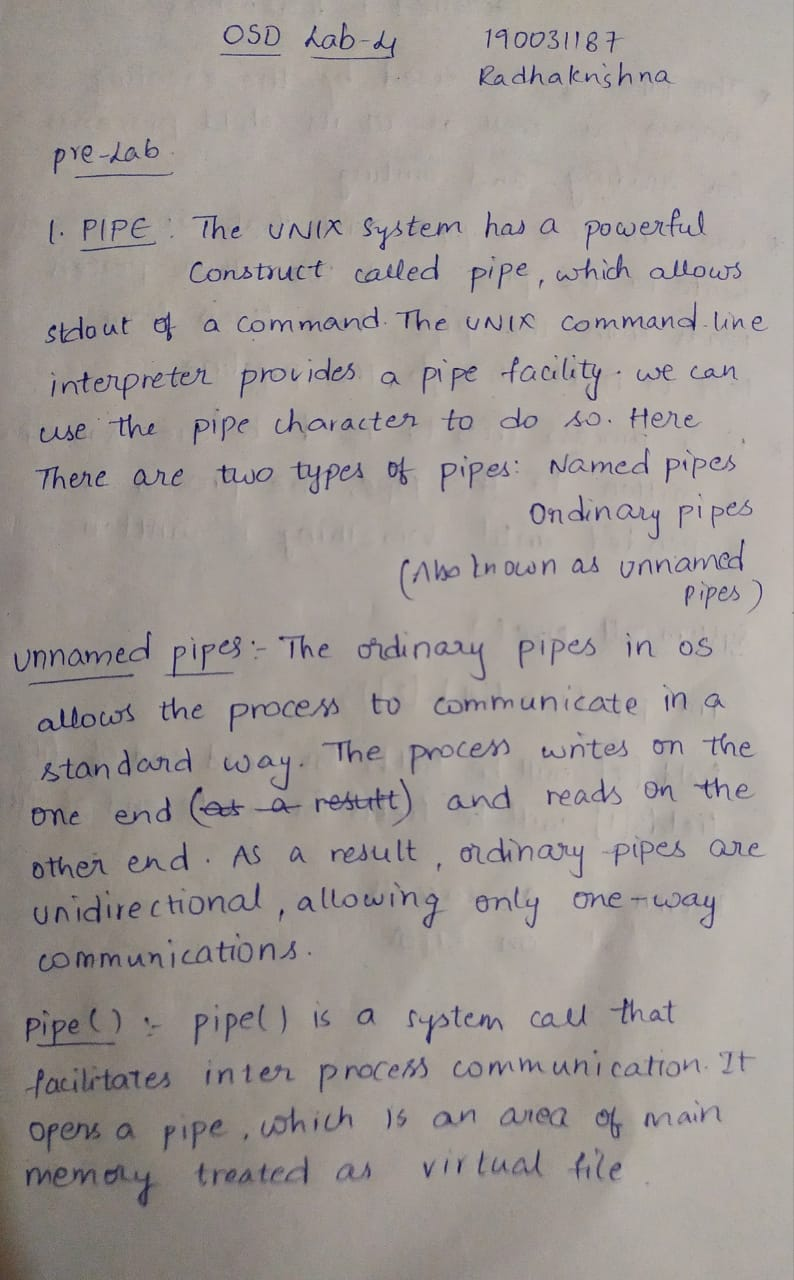 OSD Lab-4 190031187
Radhakrishna
pre-Lab
1. PIPE : The UNIX System has a powerful
Construct called pipe, which allows
stdout of a command. The UNIX command-line
interpreter provides a pipe facility. we can
use the pipe character to do so. Here
There are two types of pipes: Named pipes
Ordinary pipes
(Also known as unnamed
pipes)
Unnamed pipes:- The ordinary pipes in os
allows the process to communicate in a
standard way. The process writes on the
one end (as a result) and reads on the
other end. As a result, ordinary pipes are
unidirectional, allowing only one-way
communications.
pipe() :- pipe() is a system call that
facilitates inter process communication. It
opens a pipe, which is an area of main
memory treated as virtual file.